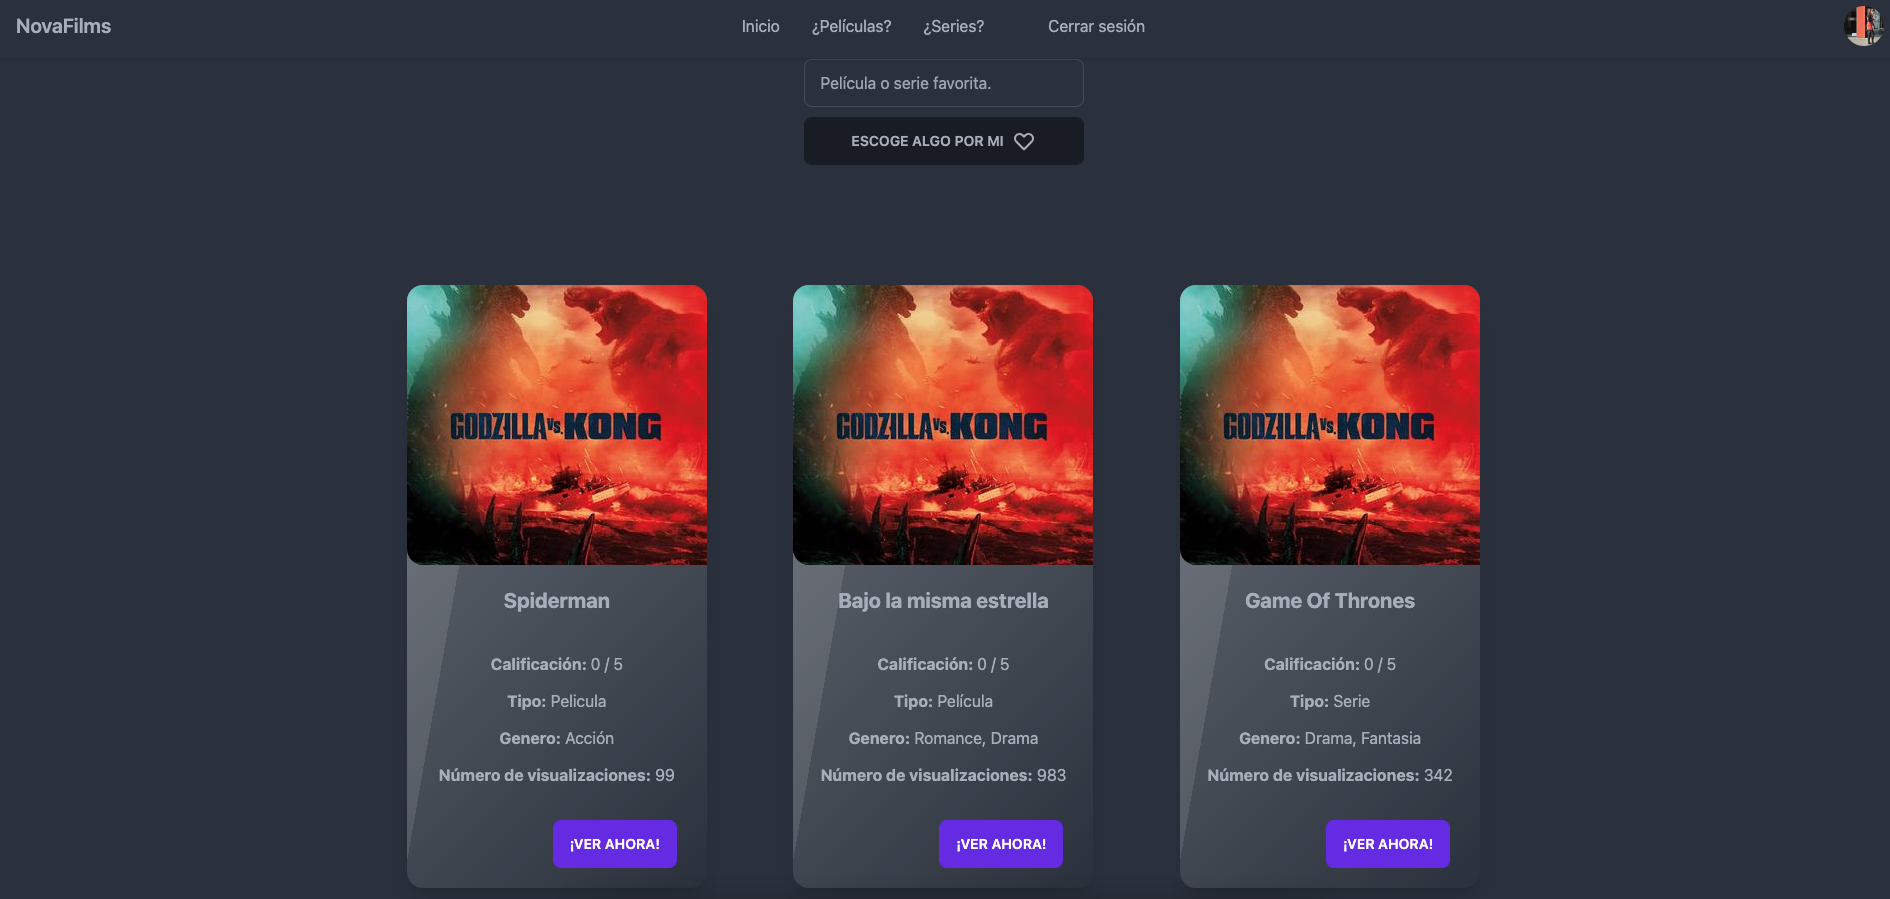 NovaFilms
Inicio ¿Películas? ¿Series? Cerrar sesión
Película o serie favorita.
ESCOGE ALGO POR MI
GODZILLA VS. KONG
GODZILLA VS. KONG
GODZILLA VS. KONG
Spiderman
Calificación: 0 / 5
Tipo: Pelicula
Genero: Acción
Número de visualizaciones: 99
¡VER AHORA!
Bajo la misma estrella
Calificación: 0 / 5
Tipo: Película
Genero: Romance, Drama
Número de visualizaciones: 983
¡VER AHORA!
Game Of Thrones
Calificación: 0 / 5
Tipo: Serie
Genero: Drama, Fantasia
Número de visualizaciones: 342
¡VER AHORA!